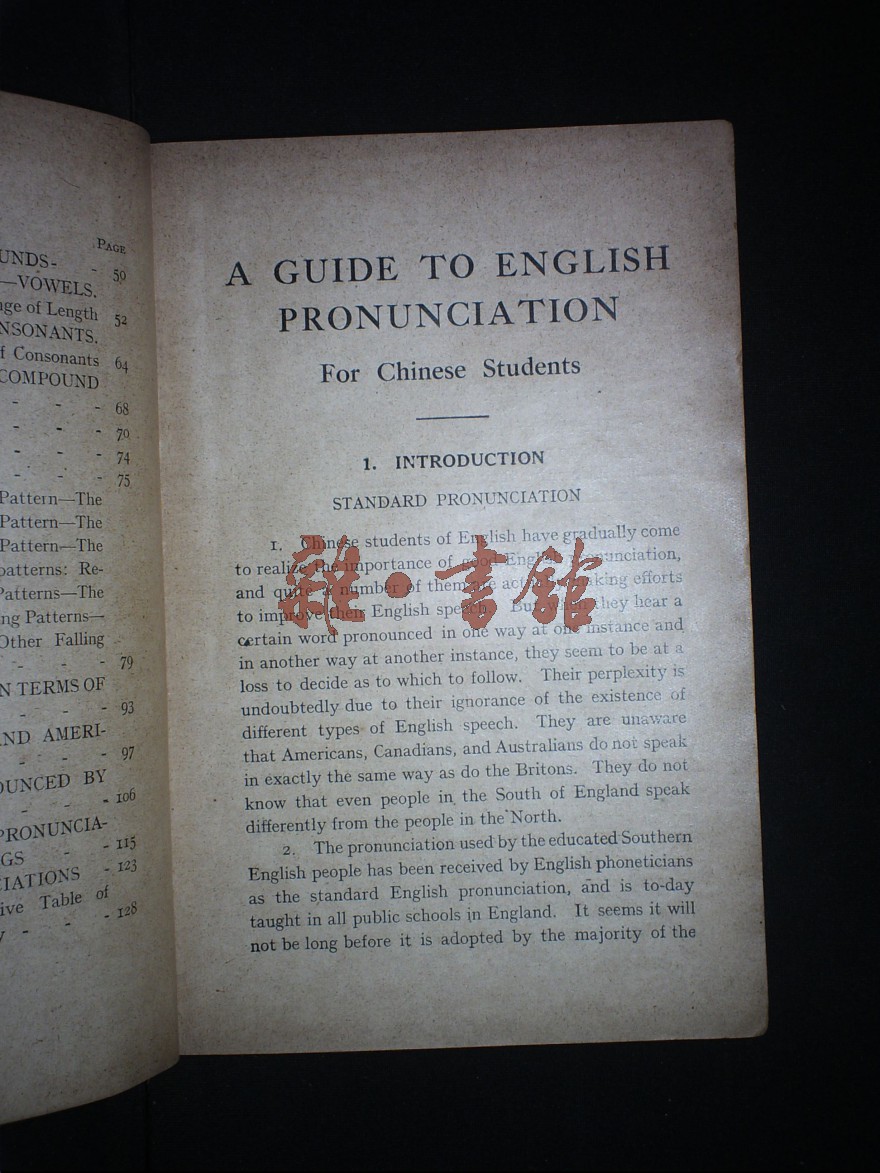 PAGE
UNDS- - 50
—VOWELS.
nge of Length 52
NSONANTS.
f Consonants 64
COMPOUND
- - - 68
- - - 70
- - - 74
- - - 75
Pattern—The
Pattern—The
Pattern—The
patterns: Re-
Patterns—The
ng Patterns—
Other Falling
- - - 79
N TERMS OF
- - - 93
AND AMERI-
- - - 97
OUNCED BY
- - - 106
PRONUNCIA-
GS - - 115
CIATIONS - 123
ive Table of
y - - - 128
A GUIDE TO ENGLISH
PRONUNCIATION
For Chinese Students
1. INTRODUCTION
STANDARD PRONUNCIATION
1. Chinese students of English have gradually come
to realize the importance of good English pronunciation,
and quite a number of them are making efforts
to improve their English speech. But when they hear a
certain word pronounced in one way at one instance and
in another way at another instance, they seem to be at a
loss to decide as to which to follow. Their perplexity is
undoubtedly due to their ignorance of the existence of
different types of English speech. They are unaware
that Americans, Canadians, and Australians do not speak
in exactly the same way as do the Britons. They do not
know that even people in the South of England speak
differently from the people in the North.
2. The pronunciation used by the educated Southern
English people has been received by English phoneticians
as the standard English pronunciation, and is to-day
taught in all public schools in England. It seems it will
not be long before it is adopted by the majority of the
雜·書館